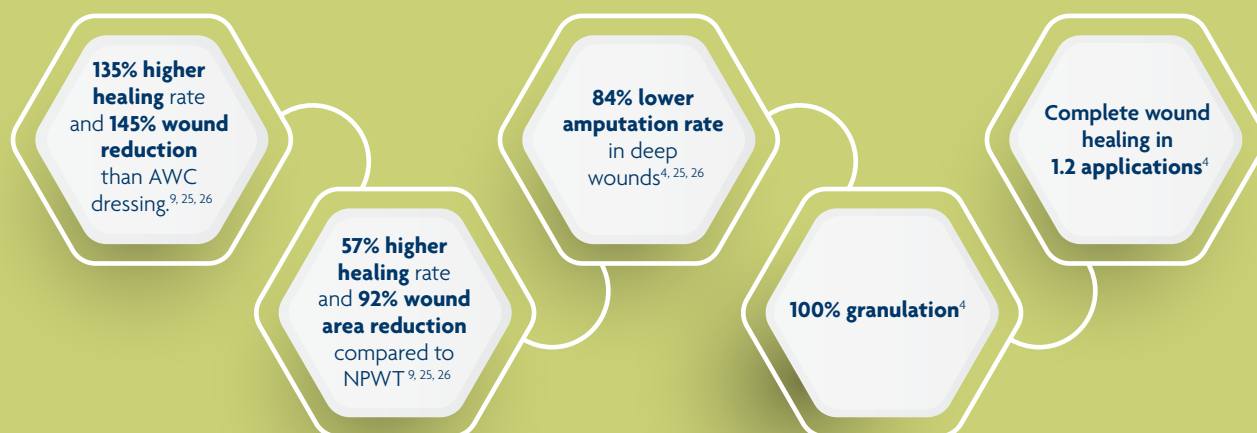 135% higher
healing rate
and 145% wound
reduction
than AWC
dressing.9, 25, 26
57% higher
healing rate
and 92% wound
area reduction
compared to
NPWT 9, 25, 26
84% lower
amputation rate
in deep
wounds4, 25, 26
100% granulation4
Complete wound
healing in
1.2 applications4